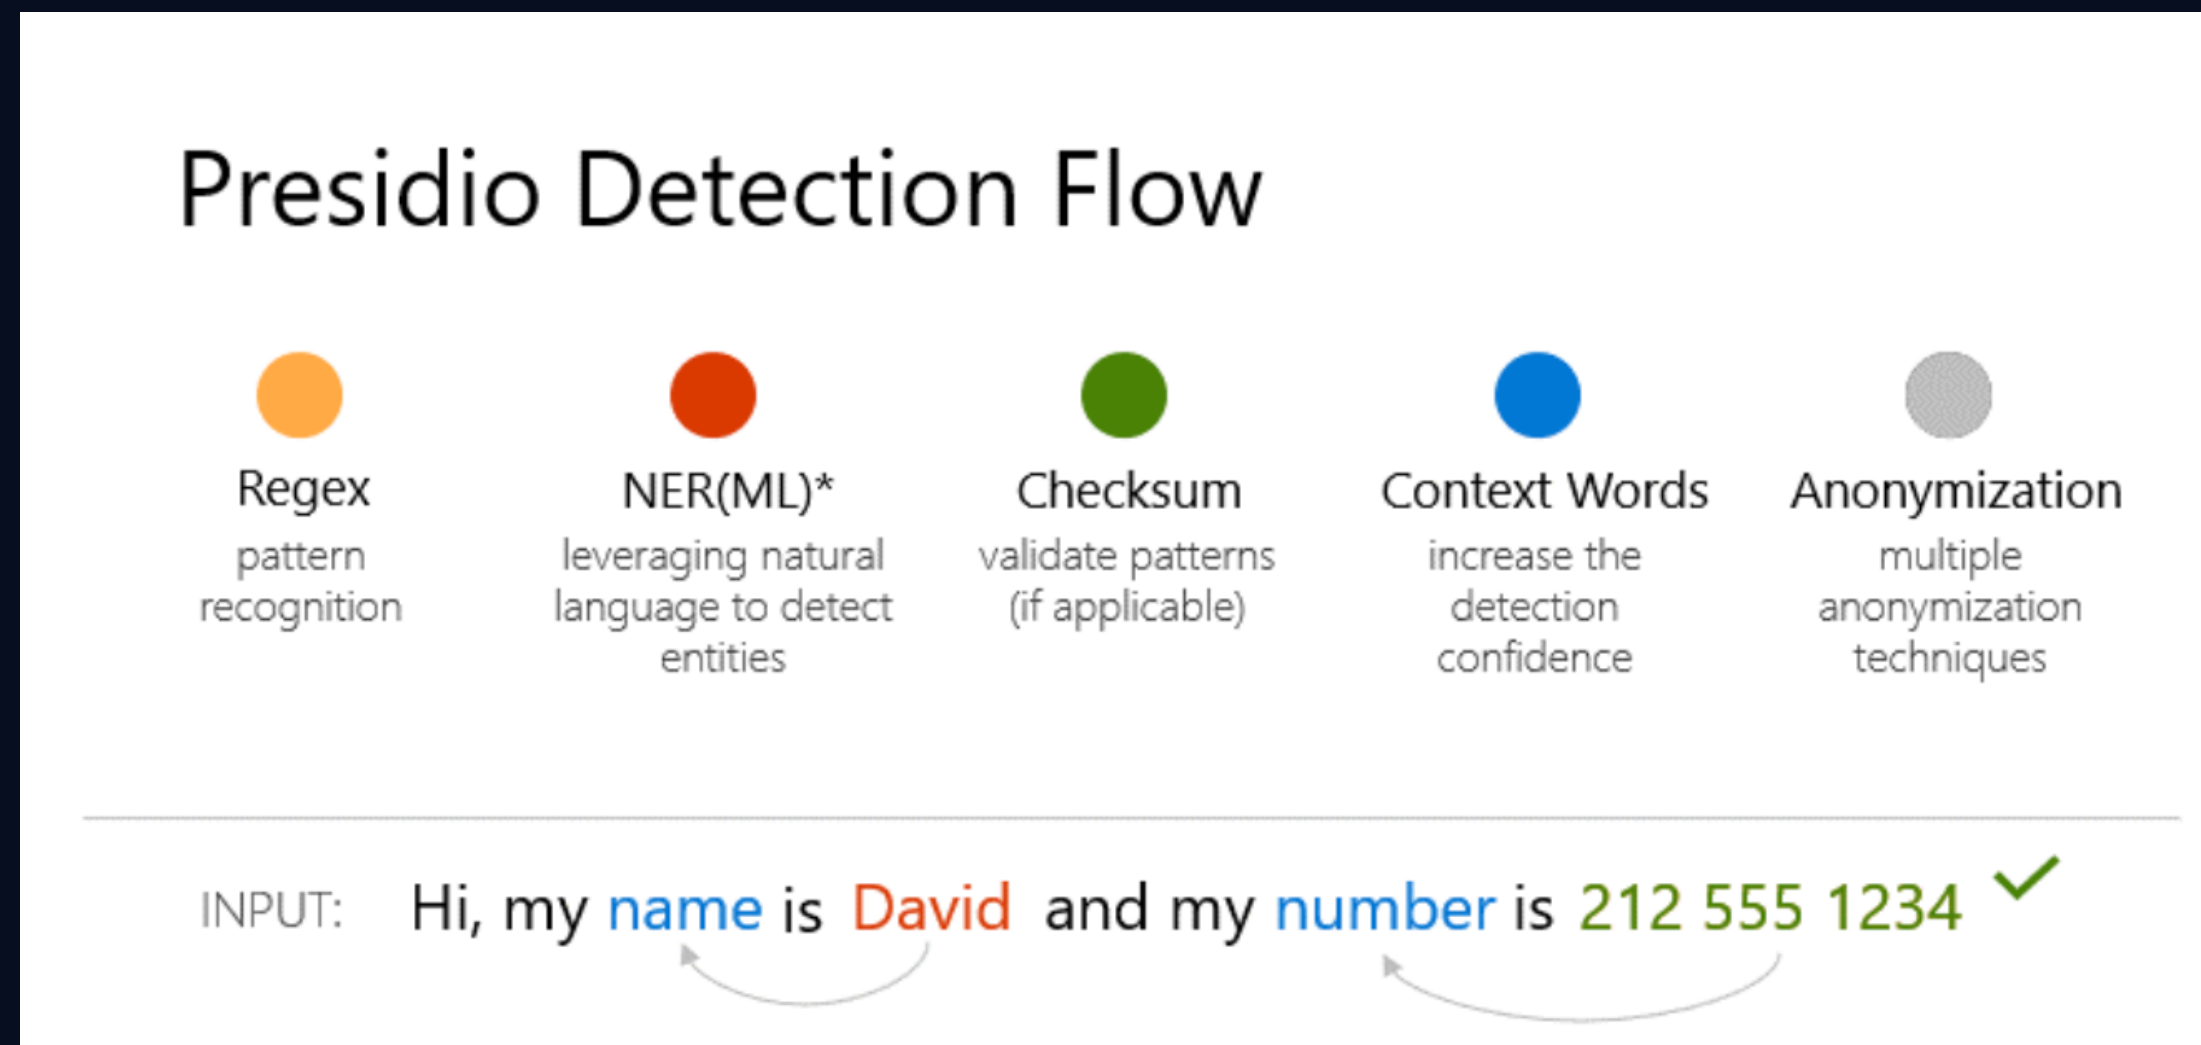 Presidio Detection Flow
Regex
pattern
recognition
NER(ML)*
leveraging natural
language to detect
entities
Checksum
validate patterns
(if applicable)
Context Words
increase the
detection
confidence
Anonymization
multiple
anonymization
techniques
INPUT: Hi, my name is David and my number is 212 555 1234